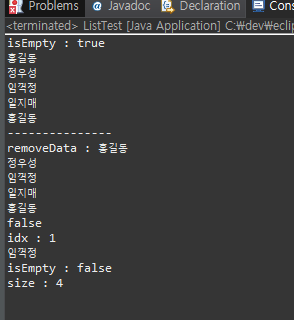 Problems Javadoc Declaration Cons
<terminated> ListTest [Java Application] C:\dev\eclip
isEmpty : true
홍길동
정우성
임꺽정
일지매
홍길동
---------------
removeData : 홍길동
정우성
임꺽정
일지매
홍길동
false
idx : 1
임꺽정
isEmpty : false
size : 4